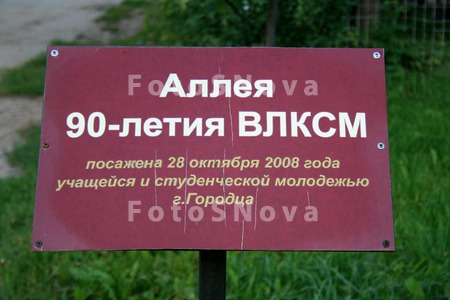 Аллея
FotoSNova
90-летия ВЛКСМ
посажена 28 октября 2008 года
учащейся и студенческой молодежью
г.Городца
FotoSNova